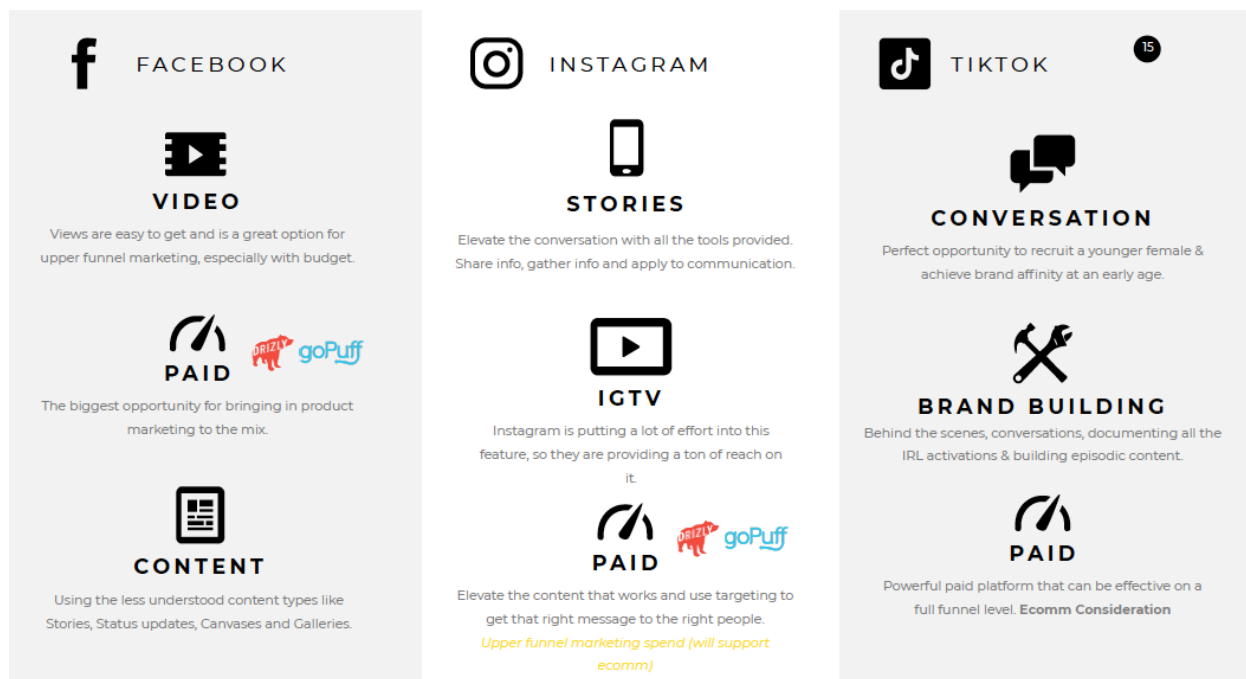 FACEBOOK
VIDEO
Views are easy to get and is a great option for
upper funnel marketing, especially with budget.
PAID
DRIZLY
goPuff
The biggest opportunity for bringing in product
marketing to the mix.
CONTENT
Using the less understood content types like
Stories, Status updates, Canvases and Galleries.
INSTAGRAM
STORIES
Elevate the conversation with all the tools provided.
Share info, gather info and apply to communication.
IGTV
Instagram is putting a lot of effort into this
feature, so they are providing a ton of reach on
it.
PAID
DRIZLY
goPuff
Elevate the content that works and use targeting to
get that right message to the right people.
Upper funnel marketing spend (will support
ecomm)
TIKTOK
15
CONVERSATION
Perfect opportunity to recruit a younger female &
achieve brand affinity at an early age.
BRAND BUILDING
Behind the scenes, conversations, documenting all the
IRL activations & building episodic content.
PAID
Powerful paid platform that can be effective on a
full funnel level. Ecomm Consideration